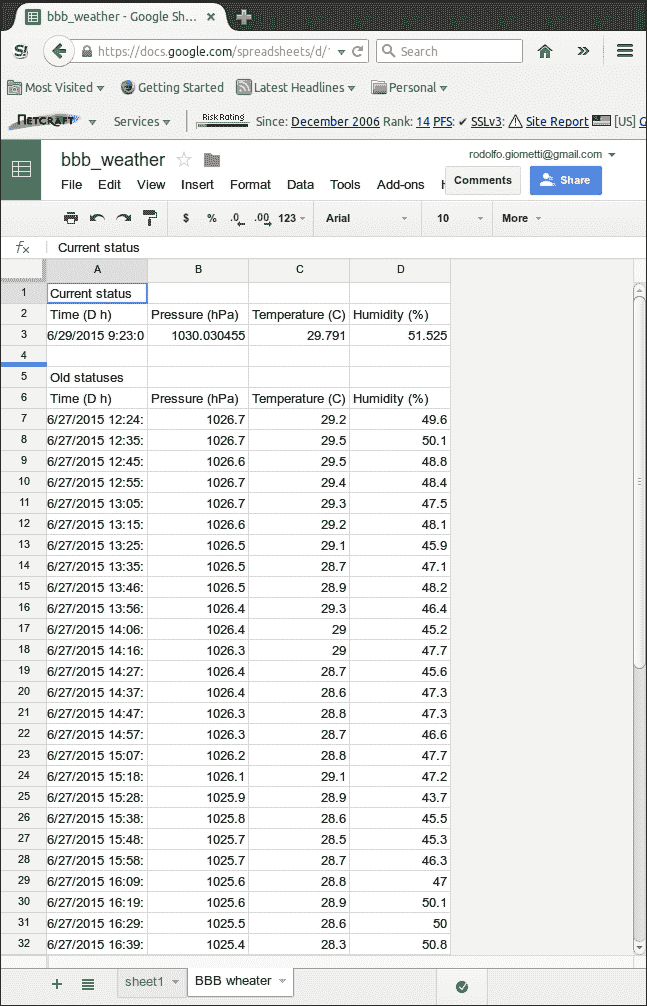 bbb_weather - Google Sh... ×
S! https://docs.google.com/spreadsheets/d/ Search
Most Visited Getting Started Latest Headlines Personal
NETCRAFT Services Risk Rating Since: December 2006 Rank: 14 PFS: ✔ SSLv3: Site Report [US] G
bbb_weather rodolfo.giometti@gmail.com
File Edit View Insert Format Data Tools Add-ons Comments Share
$ % .0 .00 123 Arial 10 More
fx Current status
A B C D
1 Current status
2 Time (D h) Pressure (hPa) Temperature (C) Humidity (%)
3 6/29/2015 9:23:0 1030.030455 29.791 51.525
4
5 Old statuses
6 Time (D h) Pressure (hPa) Temperature (C) Humidity (%)
7 6/27/2015 12:24: 1026.7 29.2 49.6
8 6/27/2015 12:35: 1026.7 29.5 50.1
9 6/27/2015 12:45: 1026.6 29.5 48.8
10 6/27/2015 12:55: 1026.7 29.4 48.4
11 6/27/2015 13:05: 1026.7 29.3 47.5
12 6/27/2015 13:15: 1026.6 29.2 48.1
13 6/27/2015 13:25: 1026.5 29.1 45.9
14 6/27/2015 13:35: 1026.5 28.7 47.1
15 6/27/2015 13:46: 1026.5 28.9 48.2
16 6/27/2015 13:56: 1026.4 29.3 46.4
17 6/27/2015 14:06: 1026.4 29 45.2
18 6/27/2015 14:16: 1026.3 29 47.7
19 6/27/2015 14:27: 1026.4 28.7 45.6
20 6/27/2015 14:37: 1026.4 28.6 47.3
21 6/27/2015 14:47: 1026.3 28.8 47.3
22 6/27/2015 14:57: 1026.3 28.7 46.6
23 6/27/2015 15:07: 1026.2 28.8 47.7
24 6/27/2015 15:18: 1026.1 29.1 47.2
25 6/27/2015 15:28: 1025.9 28.9 43.7
26 6/27/2015 15:38: 1025.8 28.6 45.5
27 6/27/2015 15:48: 1025.7 28.5 45.3
28 6/27/2015 15:58: 1025.7 28.7 46.3
29 6/27/2015 16:09: 1025.6 28.8 47
30 6/27/2015 16:19: 1025.6 28.9 50.1
31 6/27/2015 16:29: 1025.5 28.6 50
32 6/27/2015 16:39: 1025.4 28.3 50.8
+ sheet1 BBB wheater